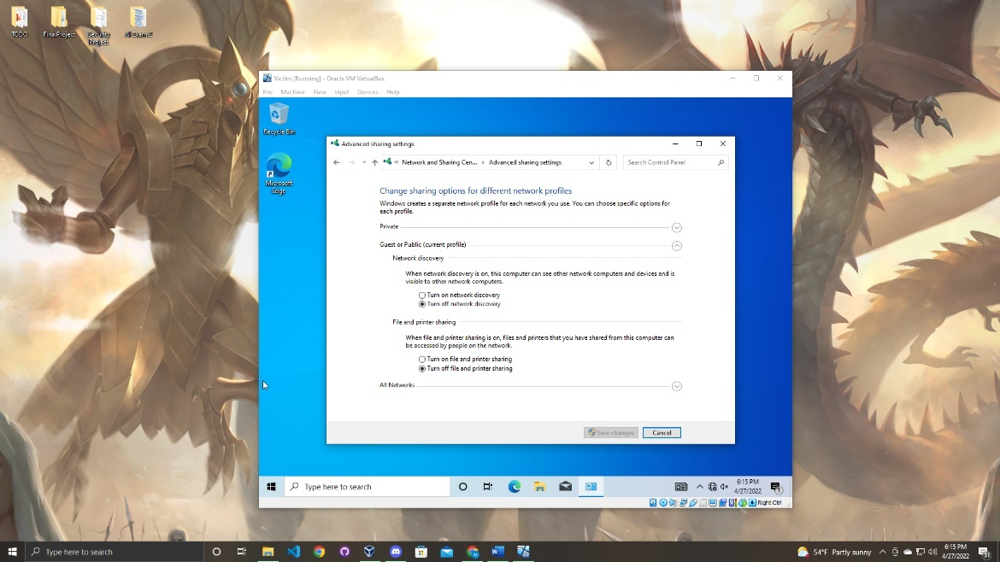 TODO
Fina Project
Security
Project
AI Exam 2
Victim [Running] - Oracle VM VirtualBox
File Machine View Input Devices Help
Recycle Bin
Microsoft
Edge
Advanced sharing settings
« Network and Sharing Cen... › Advanced sharing settings
Search Control Panel
Change sharing options for different network profiles
Windows creates a separate network profile for each network you use. You can choose specific options for
each profile.
Private
Guest or Public (current profile)
Network discovery
When network discovery is on, this computer can see other network computers and devices and is
visible to other network computers.
Turn on network discovery
Turn off network discovery
File and printer sharing
When file and printer sharing is on, files and printers that you have shared from this computer can
be accessed by people on the network.
Turn on file and printer sharing
Turn off file and printer sharing
All Networks
Save changes
Cancel
Type here to search
6:15 PM
4/27/2022
Right Ctrl
Type here to search
54°F Partly sunny
6:15 PM
4/27/2022